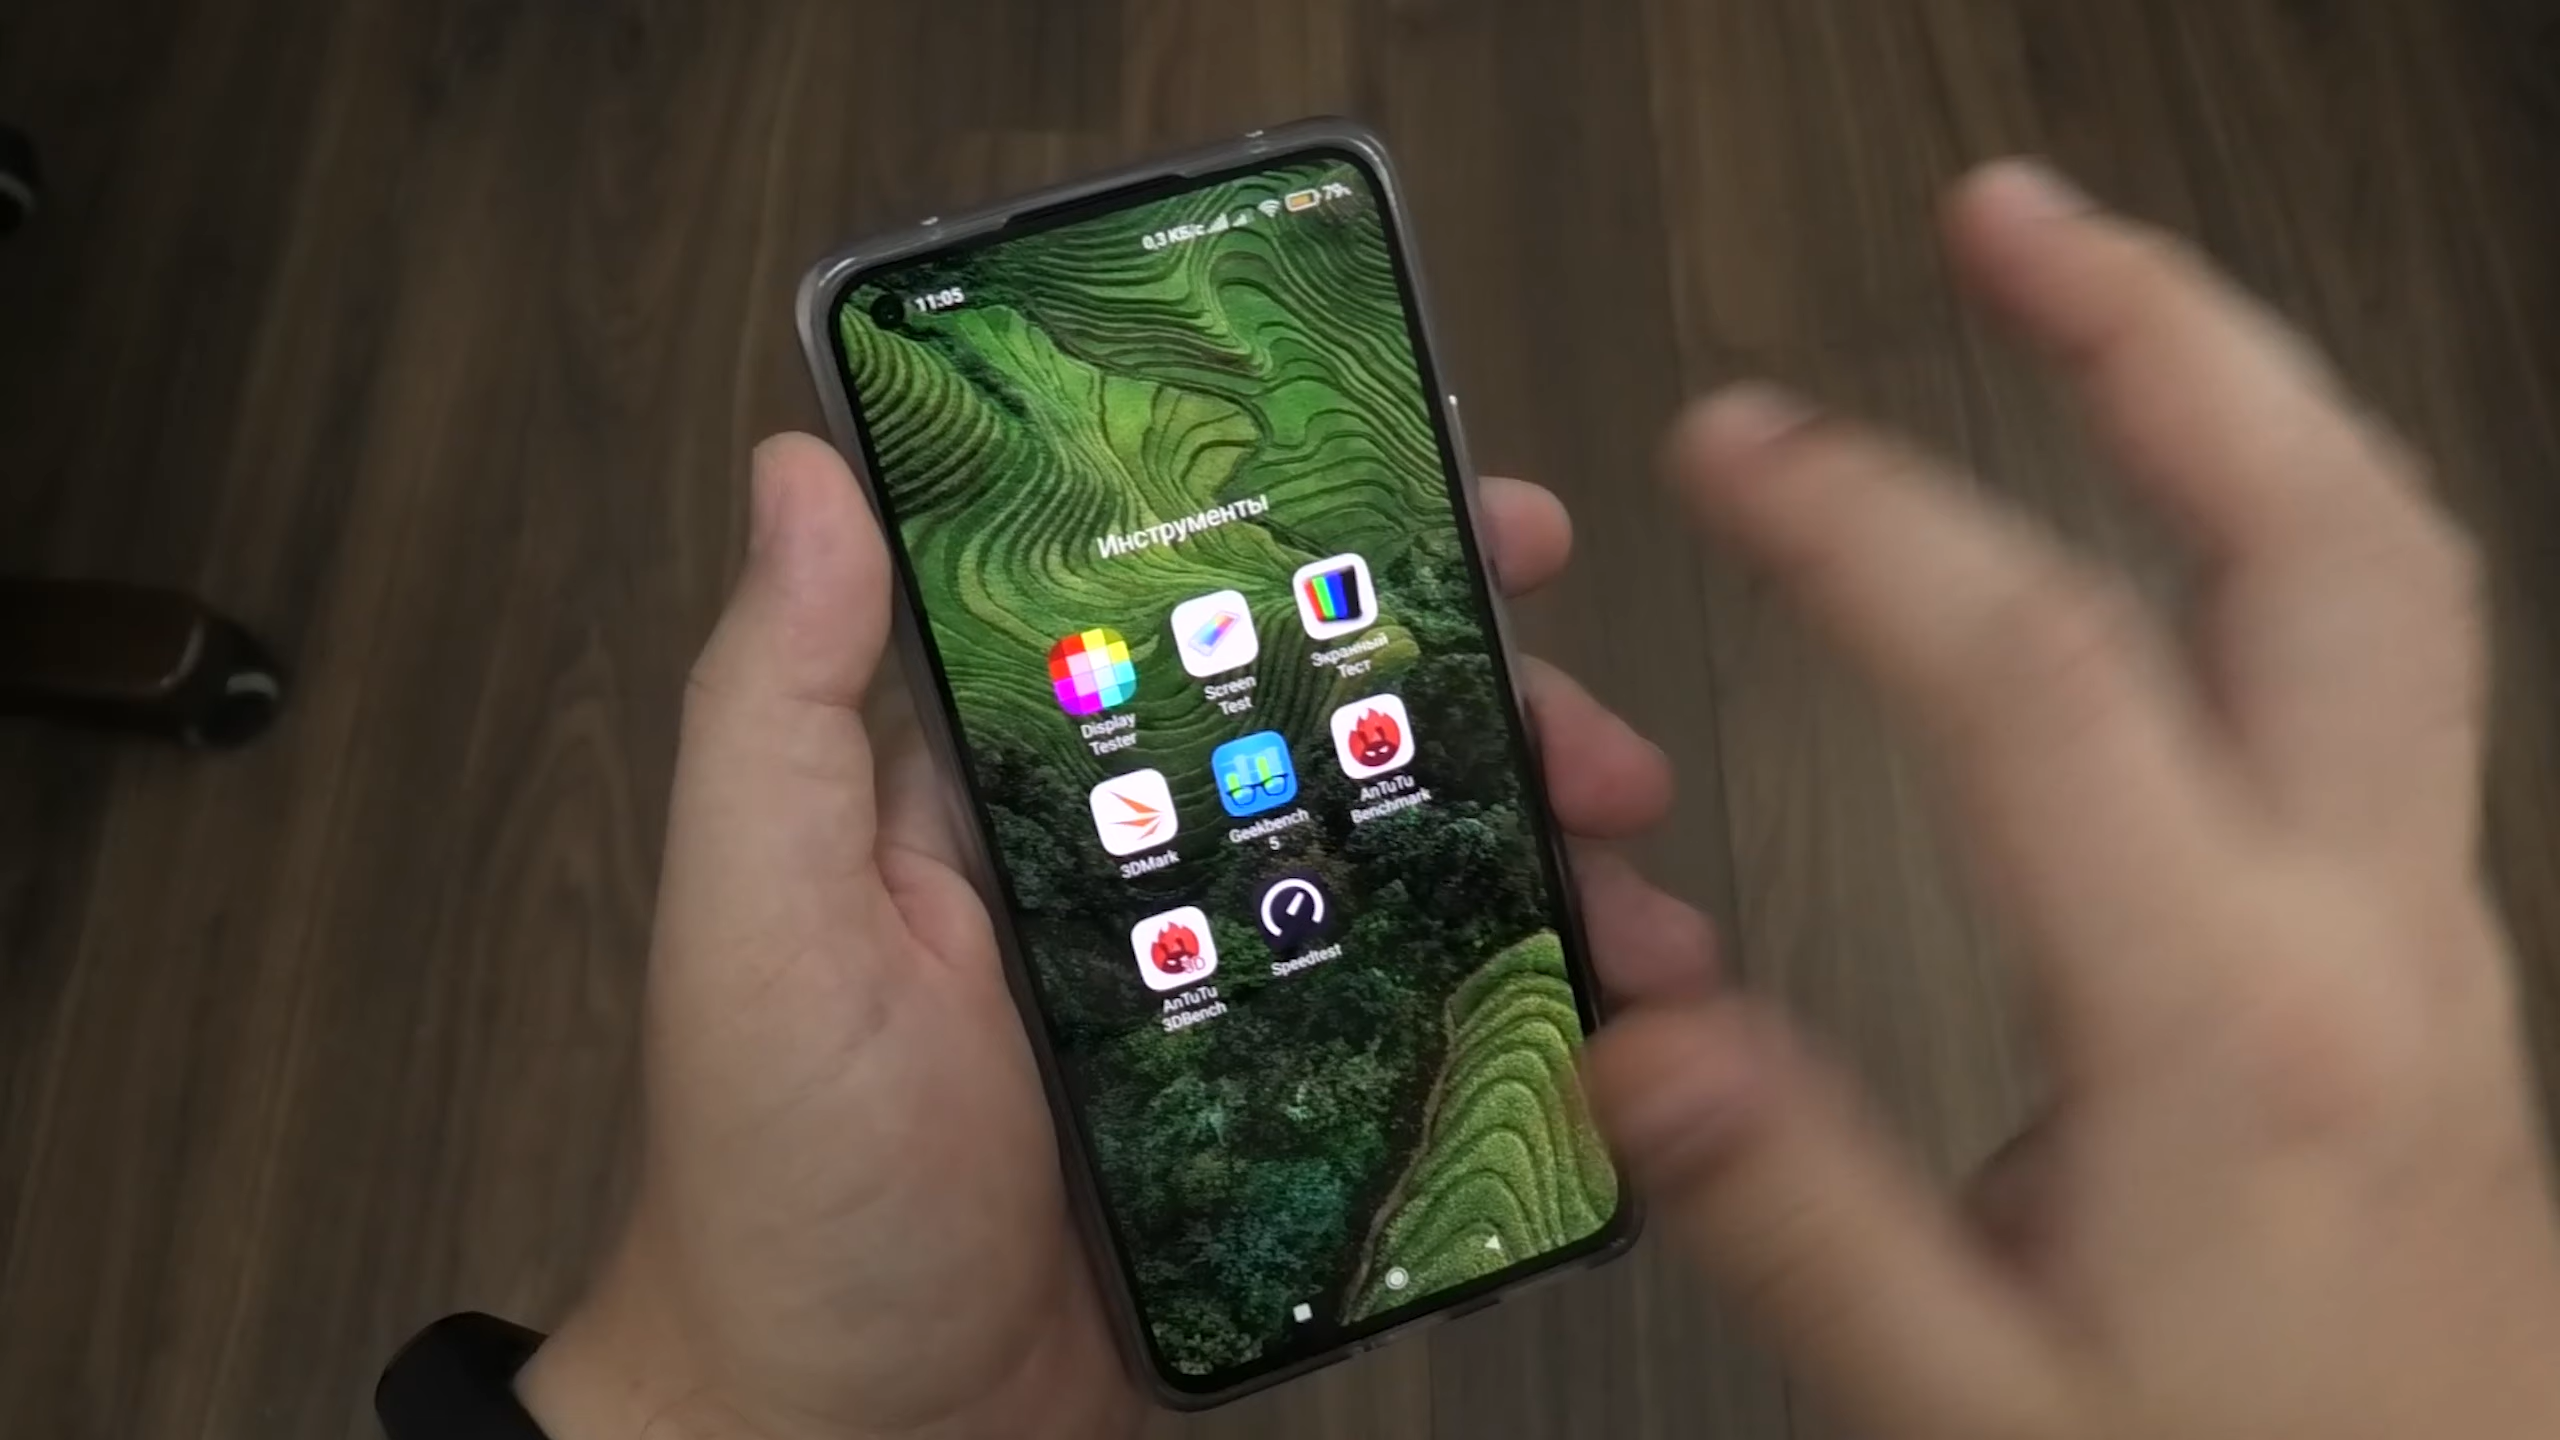 11:05
0,3 КБ/с
79%
Инструменты
Display
Tester
Screen
Test
Экранный
Тест
3DMark
Geekbench
5
AnTuTu
Benchmark
3D
AnTuTu
3DBench
Speedtest